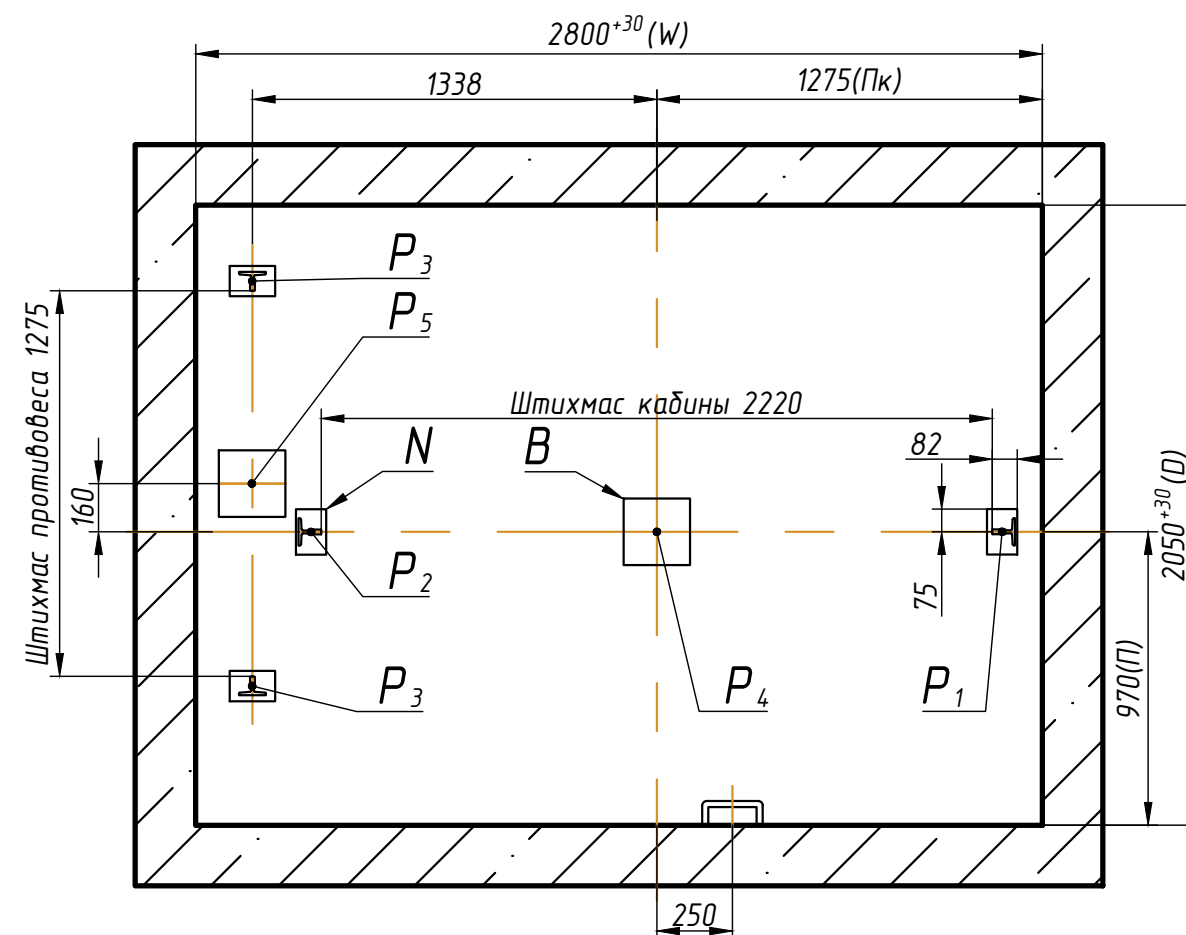 2800⁺³⁰(W)
1338
1275(Пк)
P₃
P₅
Штихмас противовеса 1275
Штихмас кабины 2220
N
B
82
160
2050⁺³⁰(D)
P₂
75
P₃
P₄
P₁
970(П)
250